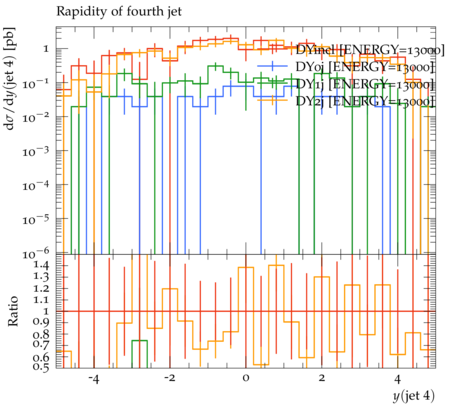 Rapidity of fourth jet
dσ/dy(jet 4) [pb]
1
10⁻¹
10⁻²
10⁻³
10⁻⁴
10⁻⁵
10⁻⁶
DYincl [ENERGY=13000]
DY0j [ENERGY=13000]
DY1j [ENERGY=13000]
DY2j [ENERGY=13000]
Ratio
1.4
1.3
1.2
1.1
1
0.9
0.8
0.7
0.6
0.5
-4 -2 0 2 4
y(jet 4)